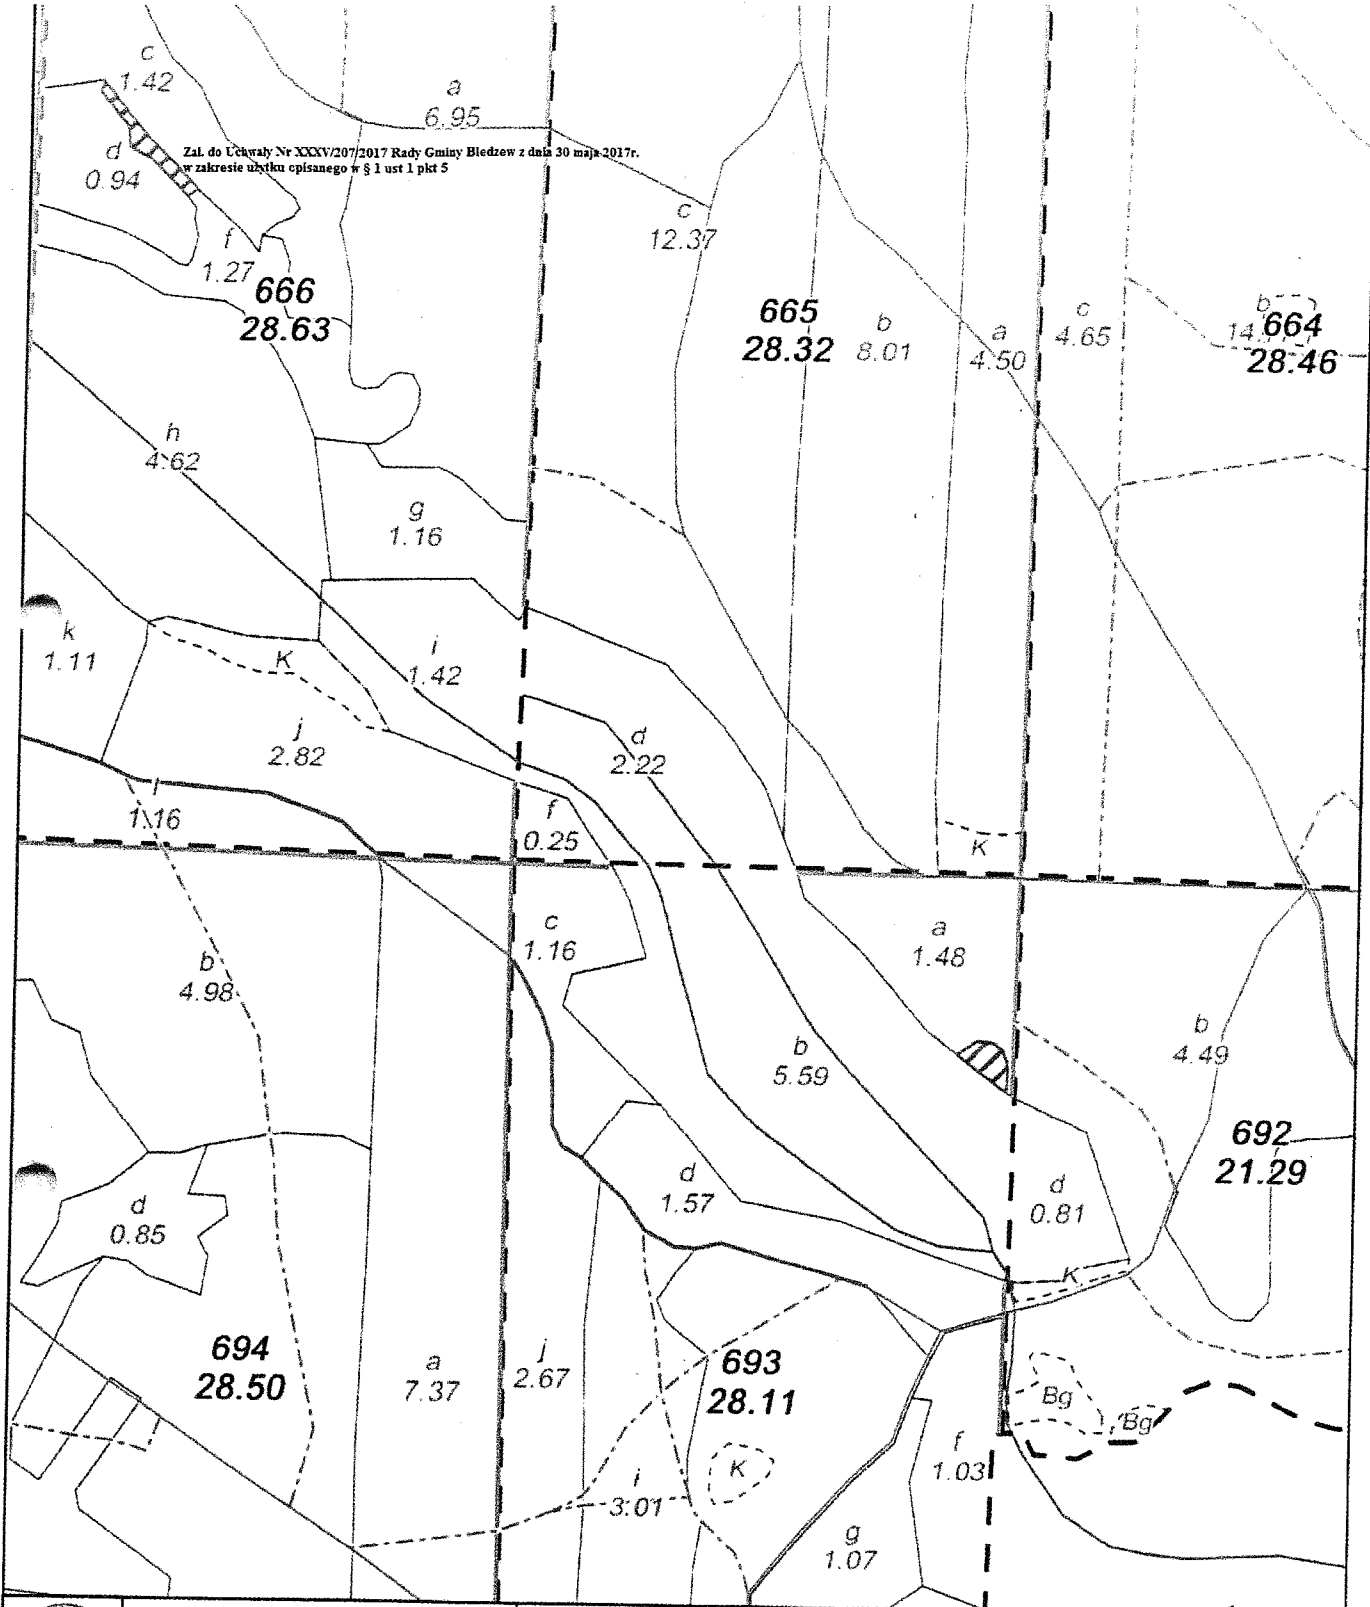 c
1.42
a
6.95
Zał. do Uchwały Nr XXXV/207/2017 Rady Gminy Bledzew z dnia 30 maja 2017r.
w zakresie użytku opisanego w § 1 ust 1 pkt 5
d
0.94
c
12.37
f
1.27
666
28.63
665
28.32
b
8.01
a
4.50
c
4.65
b
14.
664
28.46
h
4.62
g
1.16
k
1.11
K
i
1.42
j
2.82
d
2.22
l
1.16
f
0.25
K
c
1.16
a
1.48
b
4.98
b
5.59
b
4.49
692
21.29
d
1.57
d
0.81
d
0.85
K
694
28.50
a
7.37
j
2.67
693
28.11
Bg
Bg
f
1.03
K
i
3.01
g
1.07